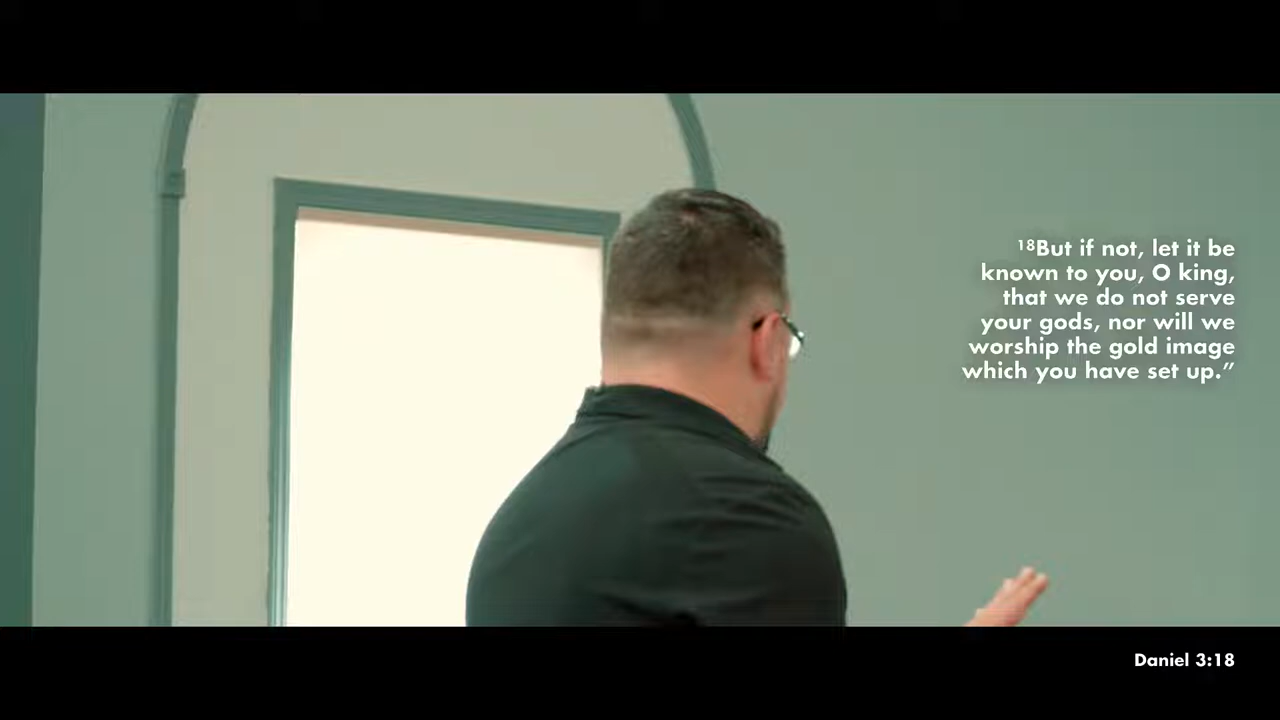 ¹⁸But if not, let it be
known to you, O king,
that we do not serve
your gods, nor will we
worship the gold image
which you have set up.”
Daniel 3:18